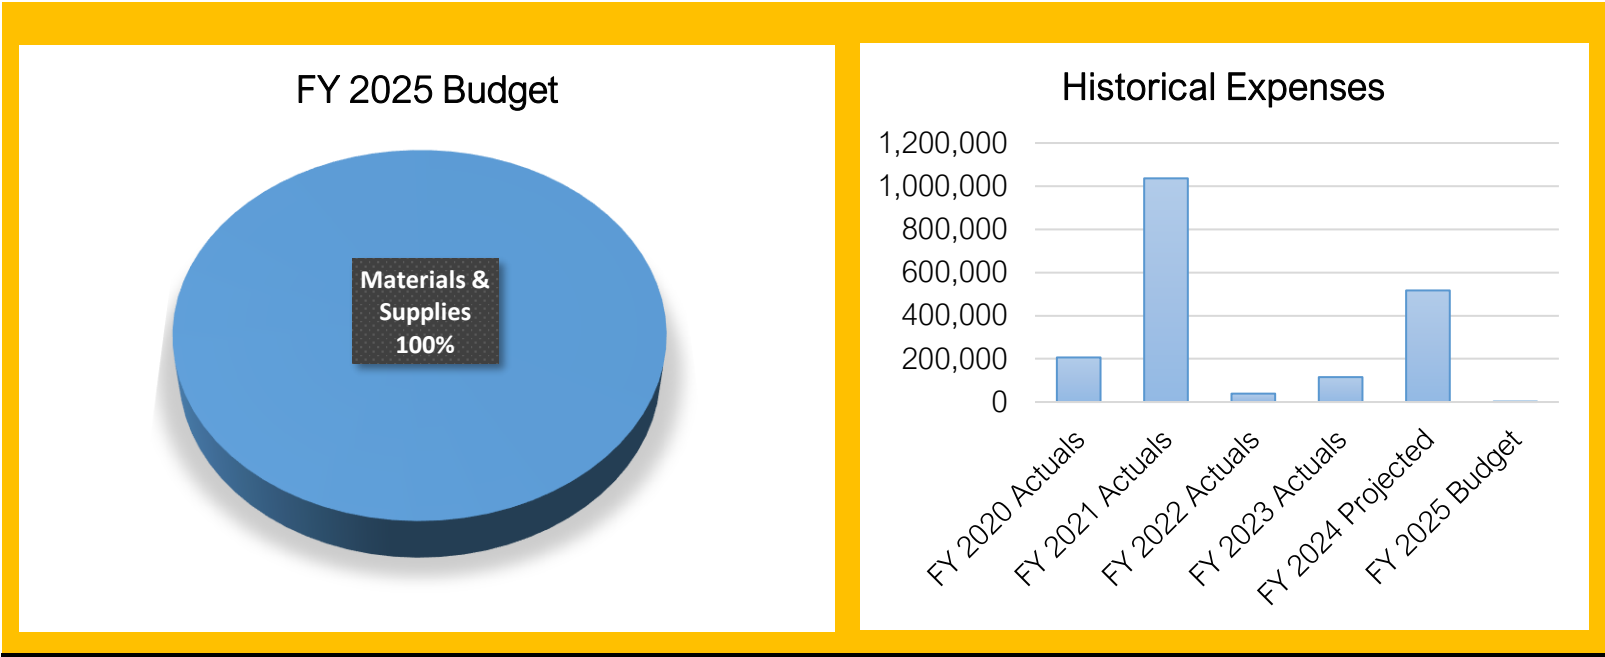 FY 2025 Budget
Materials &
Supplies
100%
Historical Expenses
1,200,000
1,000,000
800,000
600,000
400,000
200,000
0
FY 2020 Actuals
FY 2021 Actuals
FY 2022 Actuals
FY 2023 Actuals
FY 2024 Projected
FY 2025 Budget